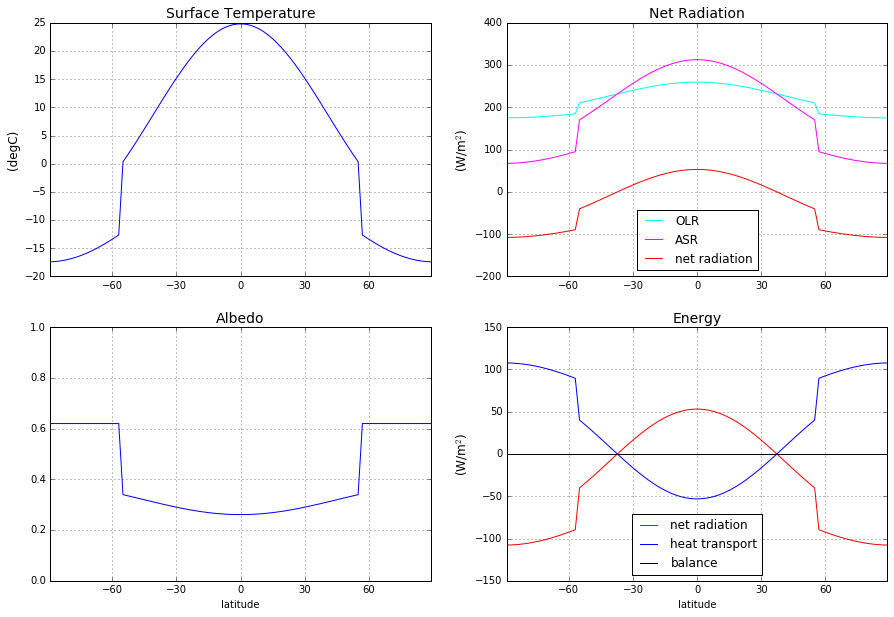 Surface Temperature
(degC)
25
20
15
10
5
0
−5
−10
−15
−20
−60 −30 0 30 60
Net Radiation
(W/m²)
400
300
200
100
0
−100
−200
OLR
ASR
net radiation
−60 −30 0 30 60
Albedo
1.0
0.8
0.6
0.4
0.2
0.0
−60 −30 0 30 60
latitude
Energy
(W/m²)
150
100
50
0
−50
−100
−150
net radiation
heat transport
balance
−60 −30 0 30 60
latitude